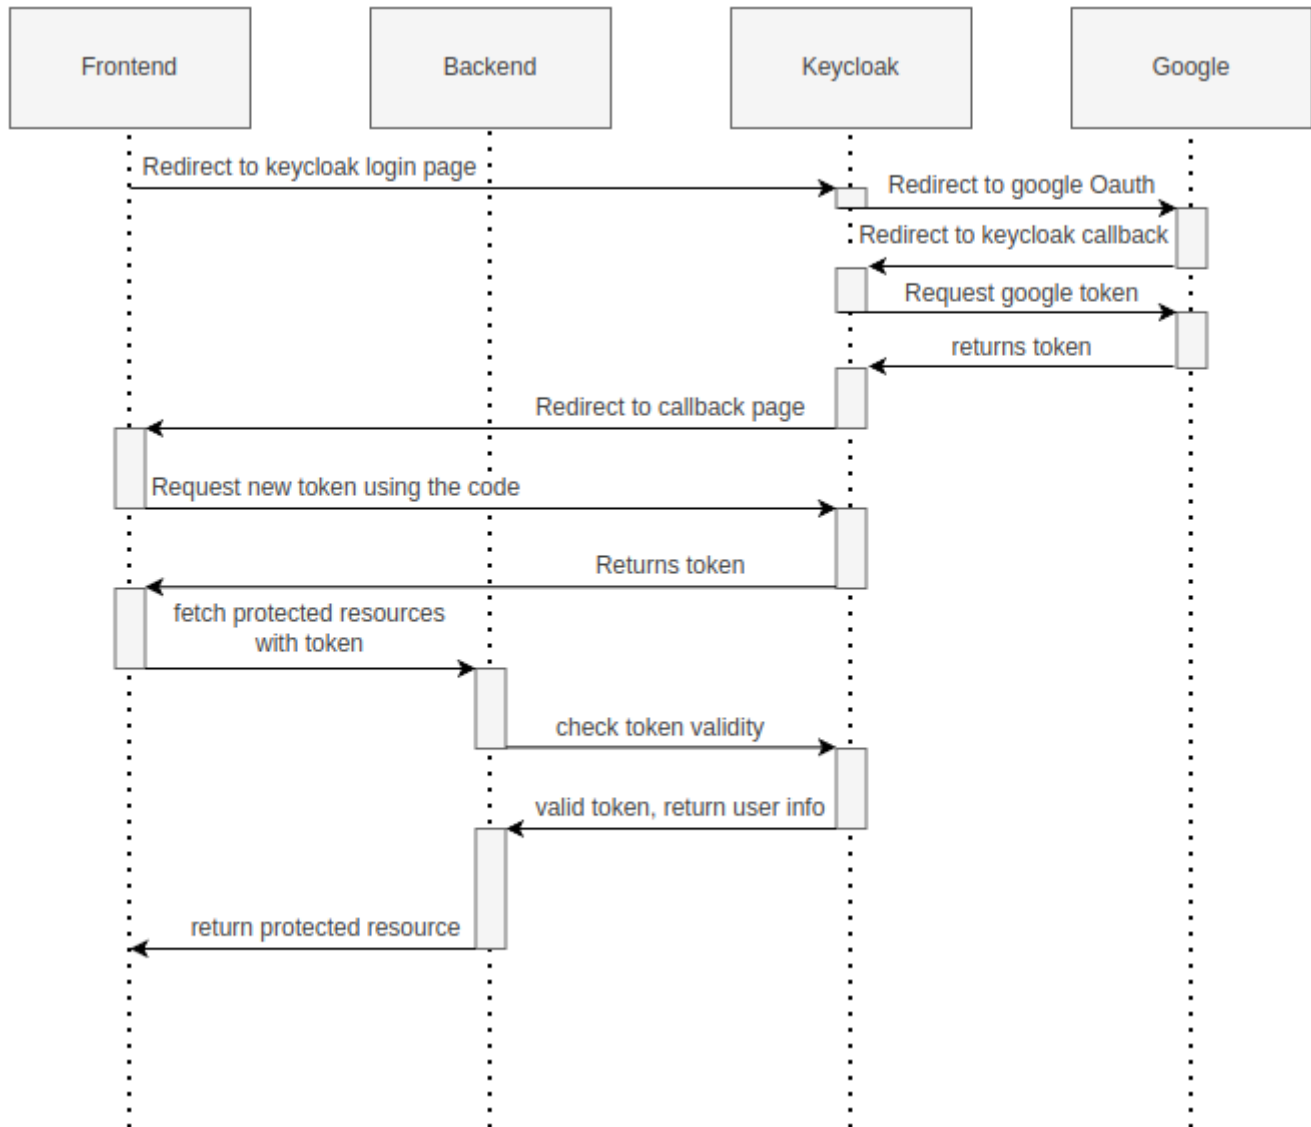 Frontend
Backend
Keycloak
Google
Redirect to keycloak login page
Redirect to google Oauth
Redirect to keycloak callback
Request google token
returns token
Redirect to callback page
Request new token using the code
Returns token
fetch protected resources
with token
check token validity
valid token, return user info
return protected resource